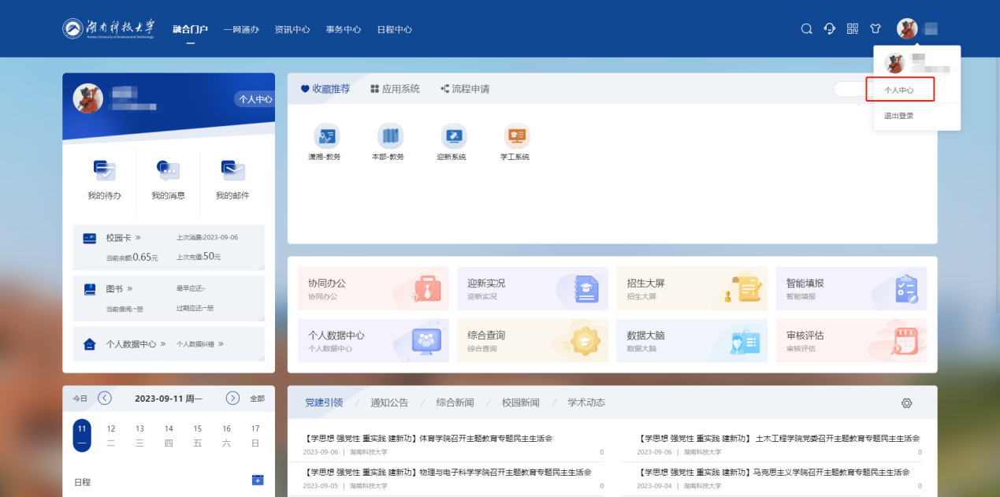 湖南科技大学
Hunan University of Science and Technology
融合门户 一网通办 资讯中心 事务中心 日程中心
个人中心
退出登录
个人中心
我的待办 我的消息 我的邮件
校园卡 » 上次消费:2023-09-06
当前余额:0.65元 上次充值:50元
图书 » 最早应还:-
当前借阅:-册 过期应还:-册
个人数据中心 » 个人数据纠错 »
收藏推荐 应用系统 流程申请
潇湘-教务 本部-教务 迎新系统 学工系统
协同办公
协同办公
迎新实况
迎新实况
招生大屏
招生大屏
智能填报
智能填报
个人数据中心
个人数据中心
综合查询
综合查询
数据大脑
数据大脑
审核评估
审核评估
今日 2023-09-11 周一 全部
11 12 13 14 15 16 17
一 二 三 四 五 六 日
日程
党建引领 / 通知公告 / 综合新闻 / 校园新闻 / 学术动态
【学思想 强党性 重实践 建新功】体育学院召开主题教育专题民主生活会
2023-09-06 | 湖南科技大学 0
【学思想 强党性 重实践 建新功】 土木工程学院党委召开主题教育专题民主生活会
2023-09-06 | 湖南科技大学 0
【学思想 强党性 重实践 建新功】物理与电子科学学院召开主题教育专题民主生活会
2023-09-05 | 湖南科技大学 0
【学思想 强党性 重实践 建新功】马克思主义学院召开主题教育专题民主生活会
2023-09-04 | 湖南科技大学 0